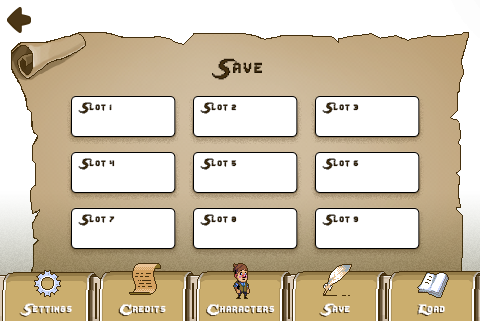 Save
Slot 1
Slot 2
Slot 3
Slot 4
Slot 5
Slot 6
Slot 7
Slot 8
Slot 9
Settings
Credits
Characters
Save
Load